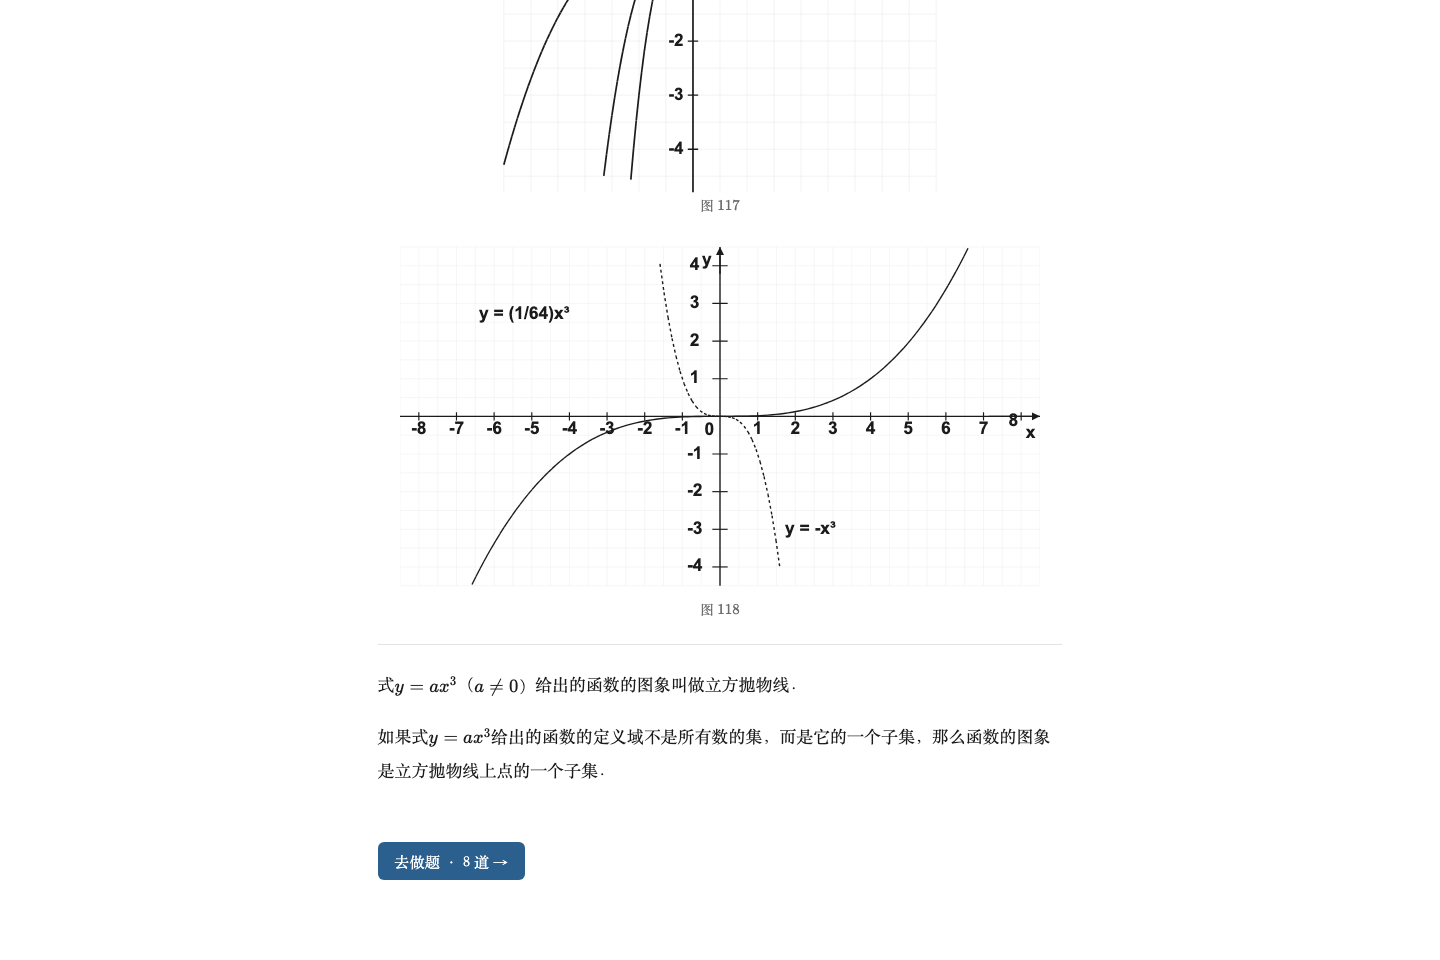 -2
-3
-4
图 117
4 y
y = (1/64)x³
3
2
1
-8 -7 -6 -5 -4 -3 -2 -1 0 1 2 3 4 5 6 7 8
x
-1
-2
-3
y = -x³
-4
图 118
式y = ax³（a ≠ 0）给出的函数的图象叫做立方抛物线.
如果式y = ax³给出的函数的定义域不是所有数的集，而是它的一个子集，那么函数的图象
是立方抛物线上点的一个子集.
去做题 · 8 道 →